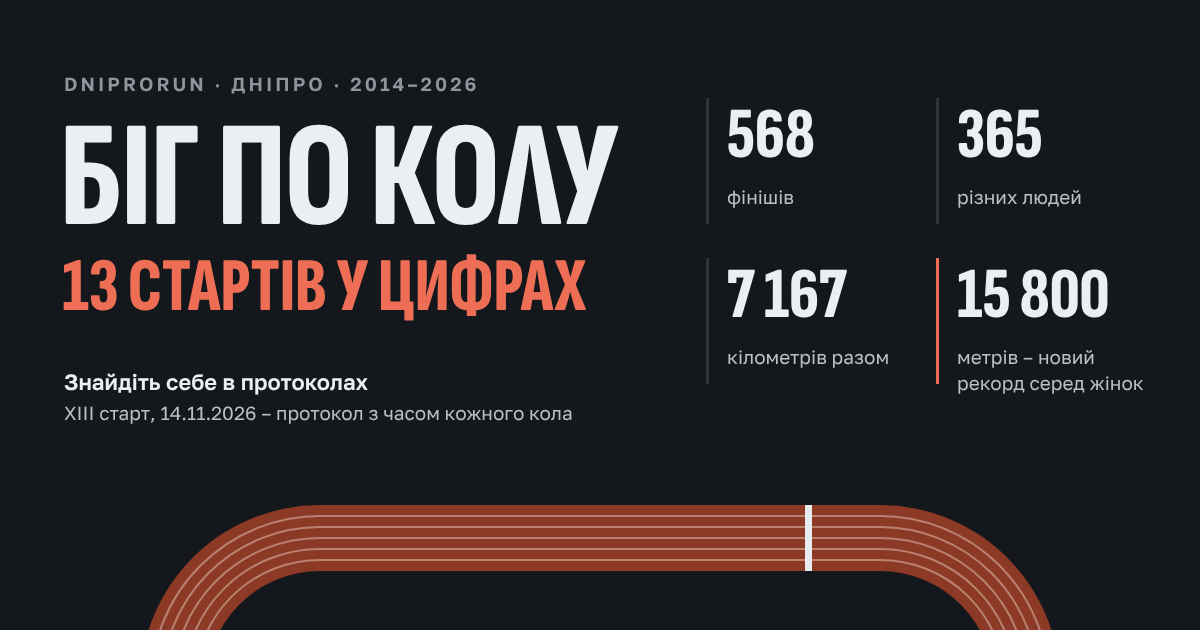 DNIPRORUN · ДНІПРО · 2014–2026
БІГ ПО КОЛУ
13 СТАРТІВ У ЦИФРАХ
Знайдіть себе в протоколах
XIII старт, 14.11.2026 – протокол з часом кожного кола
568
фінішів
365
різних людей
7 167
кілометрів разом
15 800
метрів – новий
рекорд серед жінок